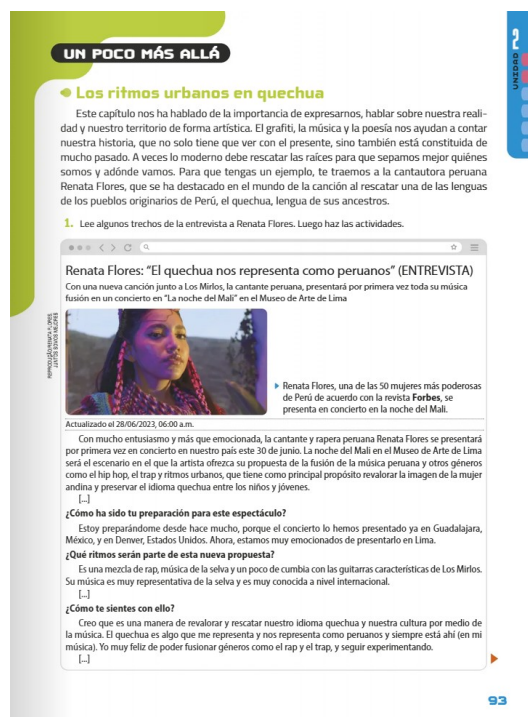 UNIDAD 2
UN POCO MÁS ALLÁ
Los ritmos urbanos en quechua
Este capítulo nos ha hablado de la importancia de expresarnos, hablar sobre nuestra reali-
dad y nuestro territorio de forma artística. El grafiti, la música y la poesía nos ayudan a contar
nuestra historia, que no solo tiene que ver con el presente, sino también está constituida de
mucho pasado. A veces lo moderno debe rescatar las raíces para que sepamos mejor quiénes
somos y adónde vamos. Para que tengas un ejemplo, te traemos a la cantautora peruana
Renata Flores, que se ha destacado en el mundo de la canción al rescatar una de las lenguas
de los pueblos originarios de Perú, el quechua, lengua de sus ancestros.
1. Lee algunos trechos de la entrevista a Renata Flores. Luego haz las actividades.
Renata Flores: “El quechua nos representa como peruanos” (ENTREVISTA)
Con una nueva canción junto a Los Mirlos, la cantante peruana, presentará por primera vez toda su música
fusión en un concierto en “La noche del Mali” en el Museo de Arte de Lima
REPRODUÇÃO/RENATA FLORES
JUNTOS SOMOS MEJORES
Renata Flores, una de las 50 mujeres más poderosas
de Perú de acuerdo con la revista Forbes, se
presenta en concierto en la noche del Mali.
Actualizado el 28/06/2023, 06:00 a.m.
Con mucho entusiasmo y más que emocionada, la cantante y rapera peruana Renata Flores se presentará
por primera vez en concierto en nuestro país este 30 de junio. La noche del Mali en el Museo de Arte de Lima
será el escenario en el que la artista ofrezca su propuesta de la fusión de la música peruana y otros géneros
como el hip hop, el trap y ritmos urbanos, que tiene como principal propósito revalorar la imagen de la mujer
andina y preservar el idioma quechua entre los niños y jóvenes.
[...]
¿Cómo ha sido tu preparación para este espectáculo?
Estoy preparándome desde hace mucho, porque el concierto lo hemos presentado ya en Guadalajara,
México, y en Denver, Estados Unidos. Ahora, estamos muy emocionados de presentarlo en Lima.
¿Qué ritmos serán parte de esta nueva propuesta?
Es una mezcla de rap, música de la selva y un poco de cumbia con las guitarras características de Los Mirlos.
Su música es muy representativa de la selva y es muy conocida a nivel internacional.
[...]
¿Cómo te sientes con ello?
Creo que es una manera de revalorar y rescatar nuestro idioma quechua y nuestra cultura por medio de
la música. El quechua es algo que me representa y nos representa como peruanos y siempre está ahí (en mi
música). Yo muy feliz de poder fusionar géneros como el rap y el trap, y seguir experimentando.
[...]
93